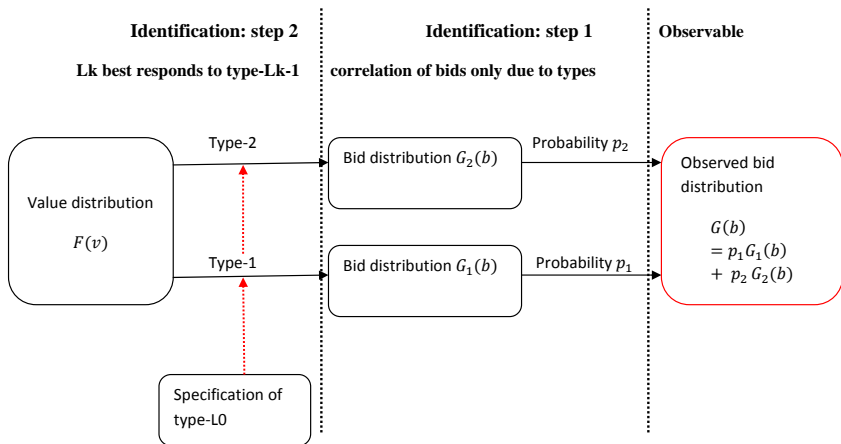 Identification: step 2
Identification: step 1
Observable
Lk best responds to type-Lk-1
correlation of bids only due to types
Type-2
Bid distribution G₂(b)
Probability p₂
Value distribution
F(v)
Observed bid
distribution
G(b)
= p₁G₁(b)
+ p₂ G₂(b)
Type-1
Bid distribution G₁(b)
Probability p₁
Specification of
type-L0